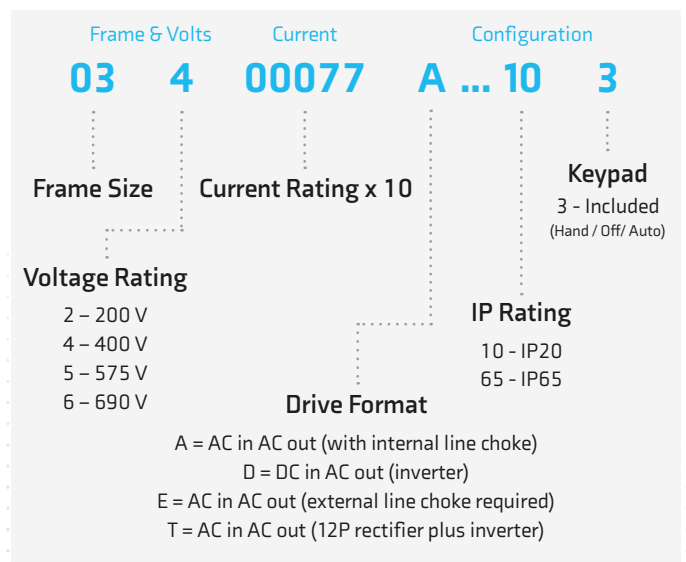 Frame & Volts Current Configuration
03 4 00077 A ... 10 3
Frame Size Current Rating x 10
Keypad
3 - Included
(Hand / Off/ Auto)
Voltage Rating
2 – 200 V
4 – 400 V
5 – 575 V
6 – 690 V
IP Rating
10 - IP20
65 - IP65
Drive Format
A = AC in AC out (with internal line choke)
D = DC in AC out (inverter)
E = AC in AC out (external line choke required)
T = AC in AC out (12P rectifier plus inverter)